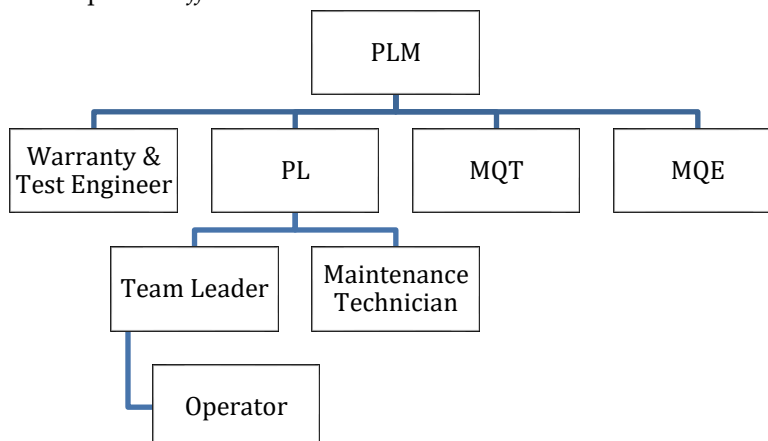 PLM
Warranty &
Test Engineer
PL
MQT
MQE
Team Leader
Maintenance
Technician
Operator